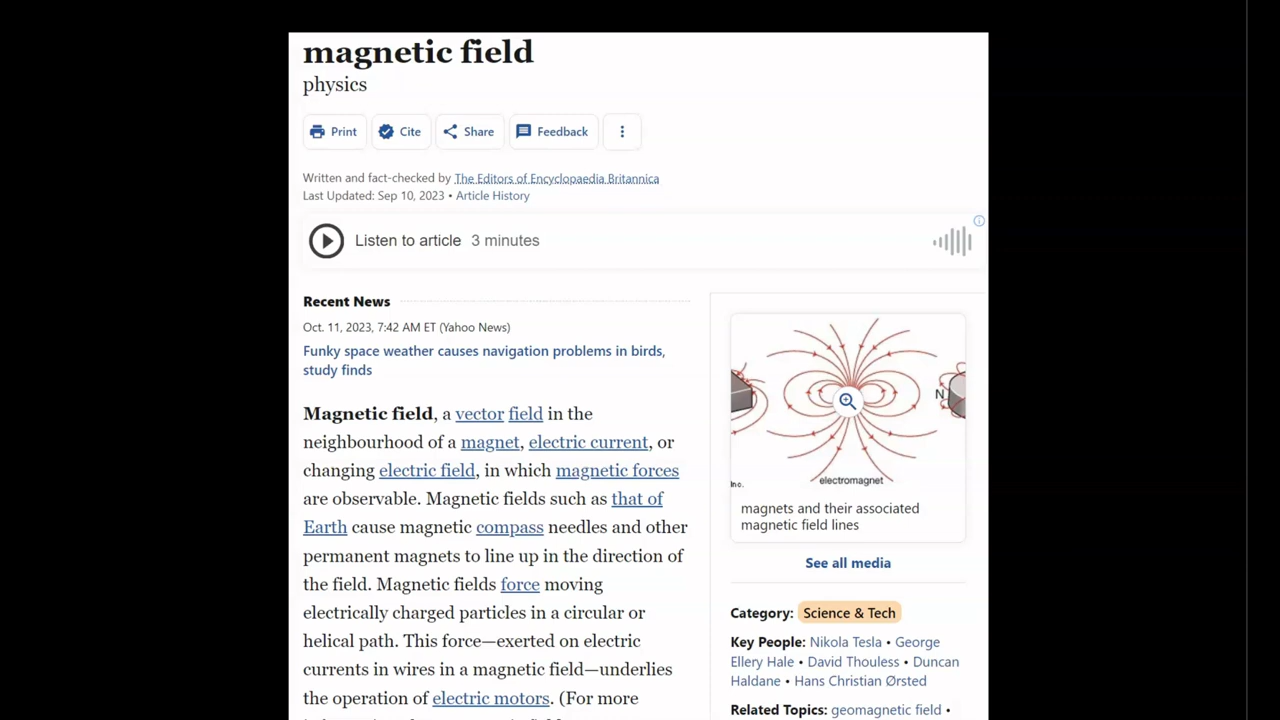 magnetic field
physics
Print
Cite
Share
Feedback
Written and fact-checked by The Editors of Encyclopaedia Britannica
Last Updated: Sep 10, 2023 • Article History
Listen to article 3 minutes
Recent News
Oct. 11, 2023, 7:42 AM ET (Yahoo News)
Funky space weather causes navigation problems in birds,
study finds
Magnetic field, a vector field in the
neighbourhood of a magnet, electric current, or
changing electric field, in which magnetic forces
are observable. Magnetic fields such as that of
Earth cause magnetic compass needles and other
permanent magnets to line up in the direction of
the field. Magnetic fields force moving
electrically charged particles in a circular or
helical path. This force—exerted on electric
currents in wires in a magnetic field—underlies
the operation of electric motors. (For more
N
Inc.
electromagnet
magnets and their associated
magnetic field lines
See all media
Category: Science & Tech
Key People: Nikola Tesla • George
Ellery Hale • David Thouless • Duncan
Haldane • Hans Christian Ørsted
Related Topics: geomagnetic field •